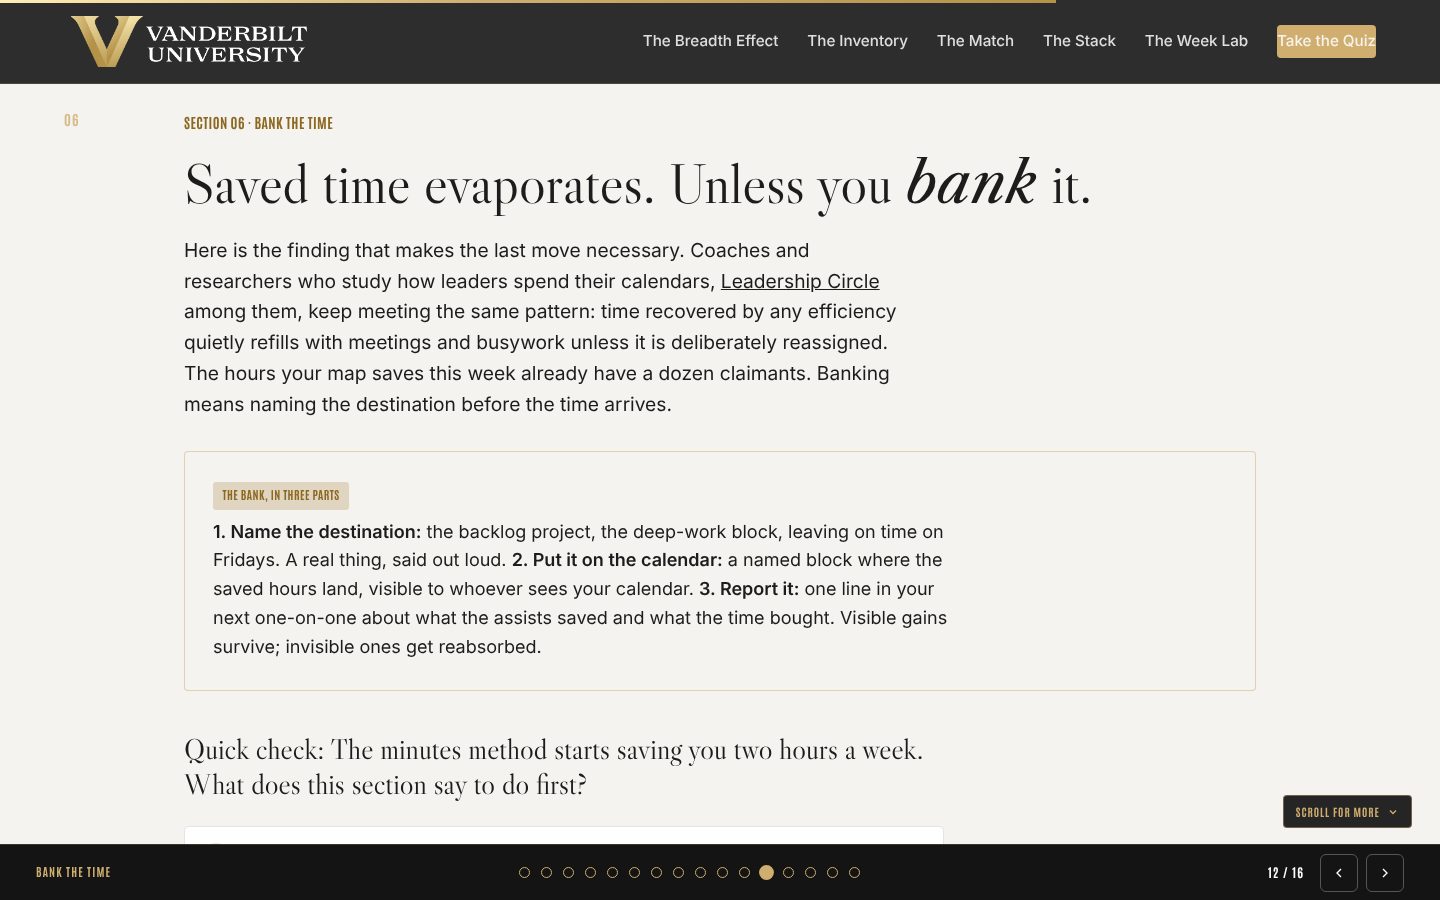 VANDERBILT
UNIVERSITY
The Breadth Effect
The Inventory
The Match
The Stack
The Week Lab
Take the Quiz
06
SECTION 06 · BANK THE TIME
Saved time evaporates. Unless you bank it.
Here is the finding that makes the last move necessary. Coaches and
researchers who study how leaders spend their calendars, Leadership Circle
among them, keep meeting the same pattern: time recovered by any efficiency
quietly refills with meetings and busywork unless it is deliberately reassigned.
The hours your map saves this week already have a dozen claimants. Banking
means naming the destination before the time arrives.
THE BANK, IN THREE PARTS
1. Name the destination: the backlog project, the deep-work block, leaving on time on
Fridays. A real thing, said out loud. 2. Put it on the calendar: a named block where the
saved hours land, visible to whoever sees your calendar. 3. Report it: one line in your
next one-on-one about what the assists saved and what the time bought. Visible gains
survive; invisible ones get reabsorbed.
Quick check: The minutes method starts saving you two hours a week.
What does this section say to do first?
SCROLL FOR MORE
BANK THE TIME
12 / 16